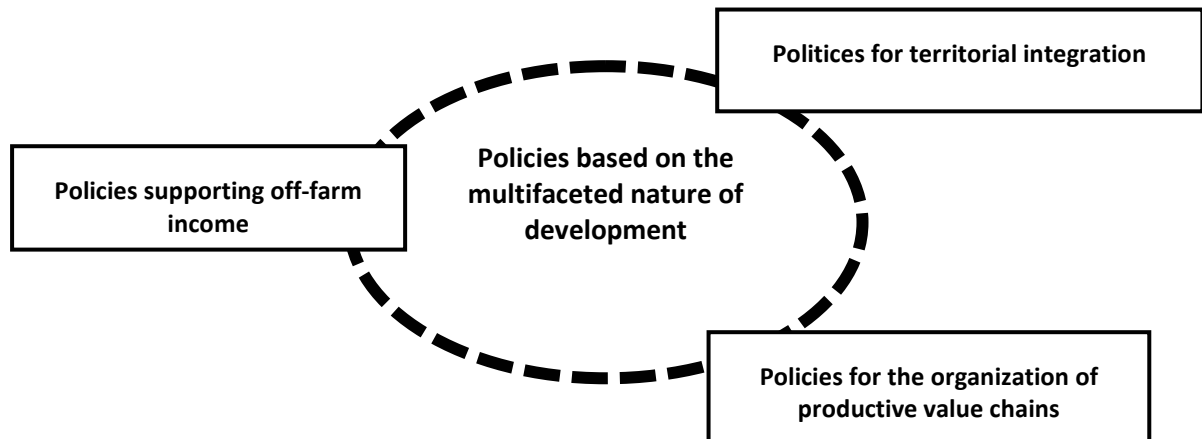 Politices for territorial integration
Policies based on the
multifaceted nature of
development
Policies supporting off-farm
income
Policies for the organization of
productive value chains